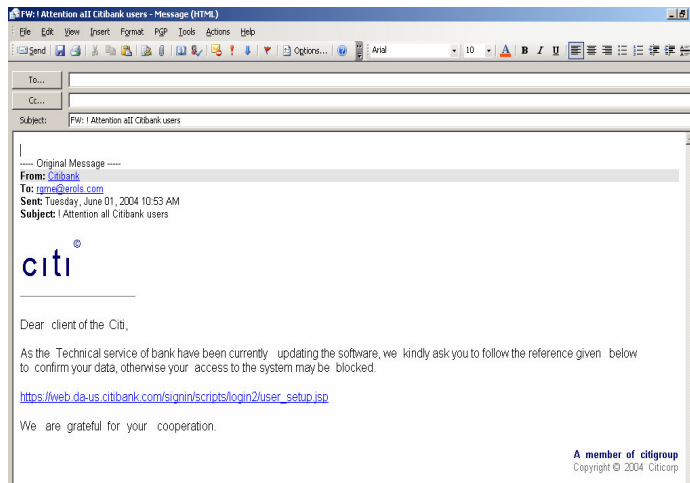 FW: ! Attention aII Citibank users - Message (HTML)
File Edit View Insert Format PGP Tools Actions Help
Send Options... Arial 10 A B I U
To...
Cc...
Subject: FW: ! Attention aII Citibank users
----- Original Message -----
From: Citibank
To: rgme@erols.com
Sent: Tuesday, June 01, 2004 10:53 AM
Subject: ! Attention all Citibank users
citi ©
Dear client of the Citi,
As the Technical service of bank have been currently updating the software, we kindly ask you to follow the reference given below
to confirm your data, otherwise your access to the system may be blocked.
https://web.da-us.citibank.com/signin/scripts/login2/user_setup.jsp
We are grateful for your cooperation.
A member of citigroup
Copyright © 2004 Citicorp